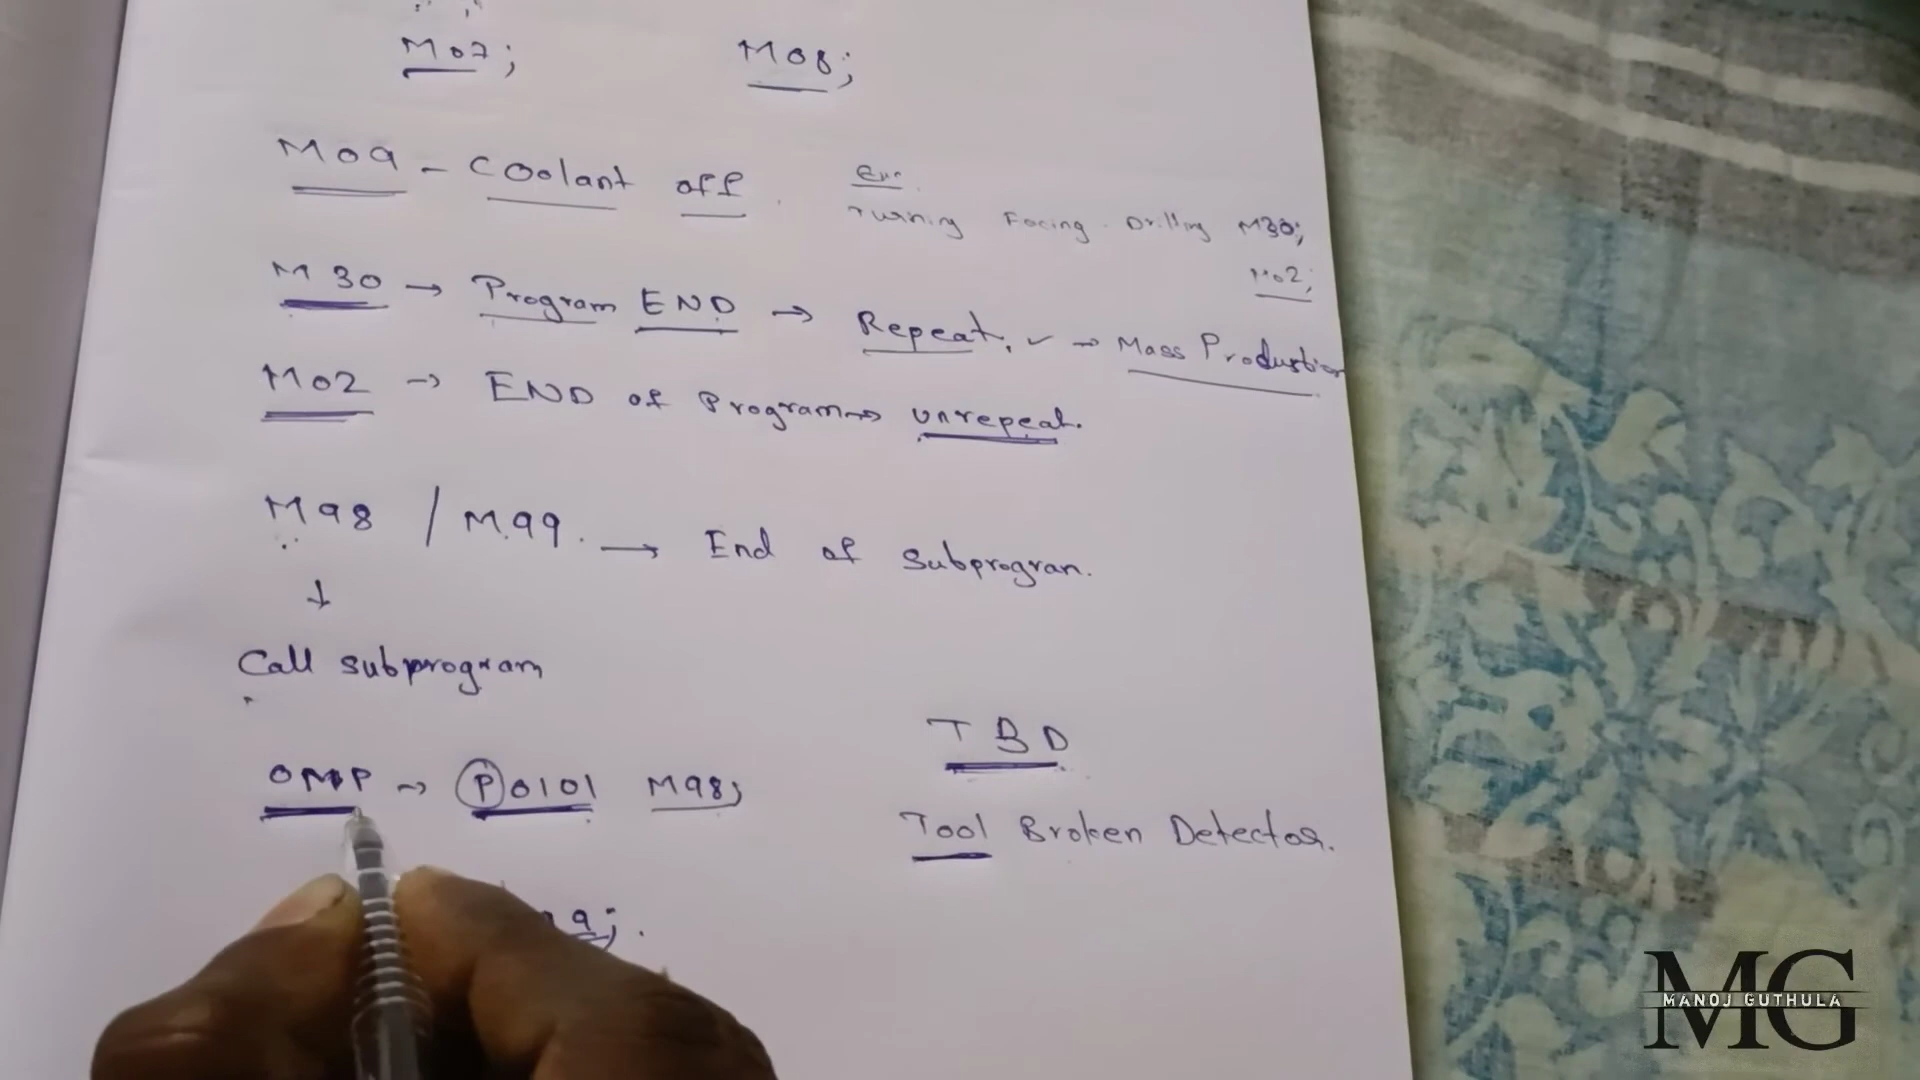 M07; M08;
M09 - Coolant off.
Turning Facing. Drilling M30;
M02;
M30 → Program END → Repeat. ✓ → Mass Production
M02 → END of Program → unrepeat.
M98 / M99. → End of Subprogram.
↓
Call subprogram
TBD
OMP → P0101 M98;
Tool Broken Detector.
9;.
MG
MANOJ GUTHULA